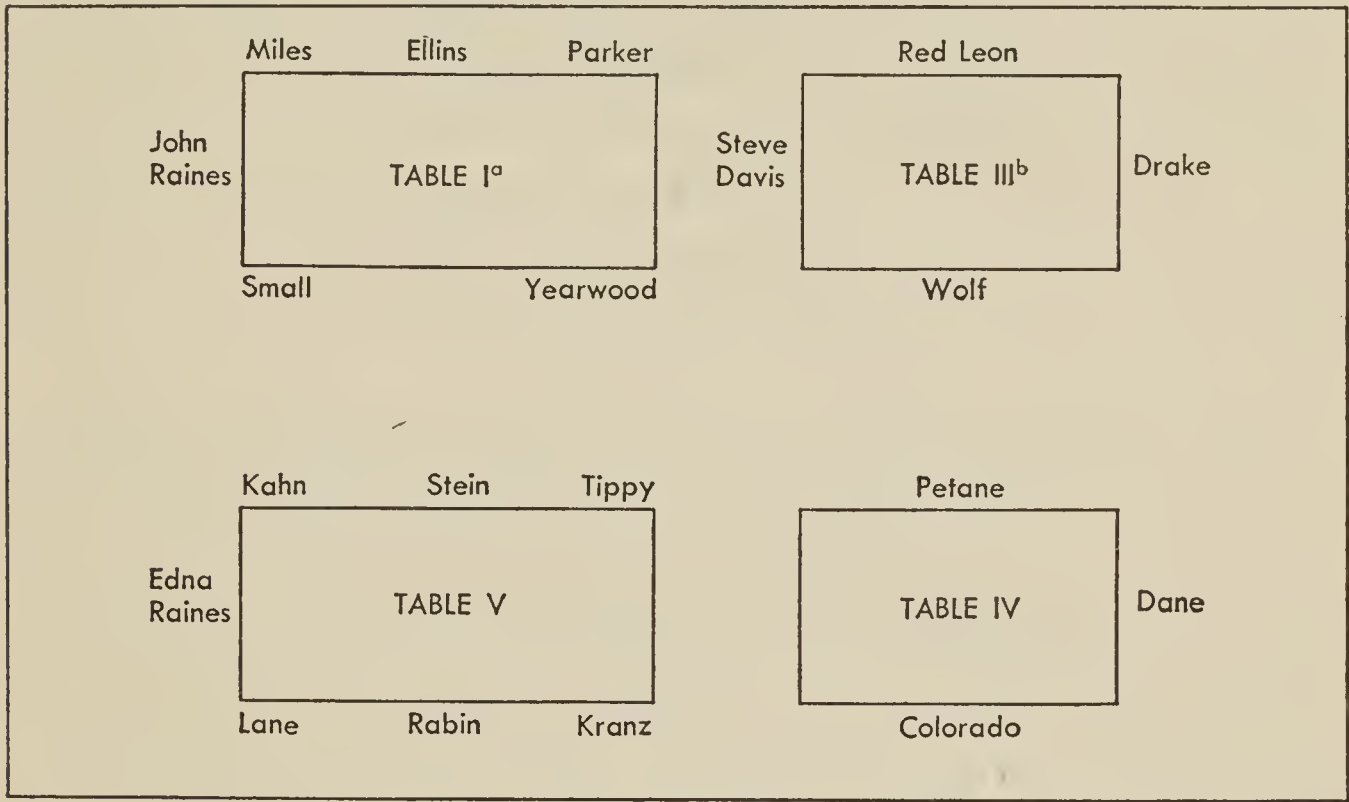 Miles Ellins Parker
John
Raines
TABLE Iᵃ
Small Yearwood
Red Leon
Steve
Davis
TABLE IIIᵇ
Drake
Wolf
Kahn Stein Tippy
Edna
Raines
TABLE V
Lane Rabin Kranz
Petane
TABLE IV
Dane
Colorado